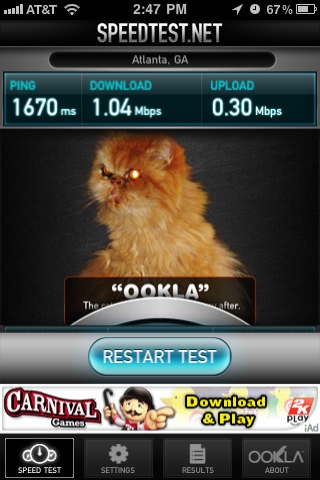 AT&T 2:47 PM 67%
SPEEDTEST.NET
Atlanta, GA
PING DOWNLOAD UPLOAD
1670 ms 1.04 Mbps 0.30 Mbps
“OOKLA”
The after.
RESTART TEST
CARNIVAL Games
Download & Play
2K play
iAd
SPEED TEST SETTINGS RESULTS OOKLA ABOUT